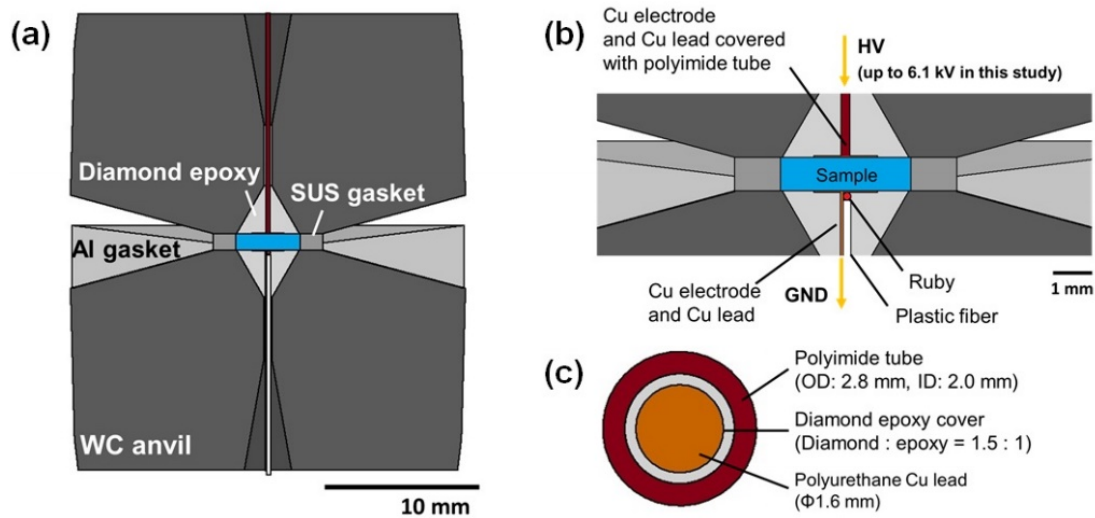 (a)
Diamond epoxy
SUS gasket
Al gasket
WC anvil
10 mm
(b)
Cu electrode
and Cu lead covered
with polyimide tube
HV
(up to 6.1 kV in this study)
Sample
Cu electrode
and Cu lead
GND
Ruby
Plastic fiber
1 mm
(c)
Polyimide tube
(OD: 2.8 mm, ID: 2.0 mm)
Diamond epoxy cover
(Diamond : epoxy = 1.5 : 1)
Polyurethane Cu lead
(Φ1.6 mm)